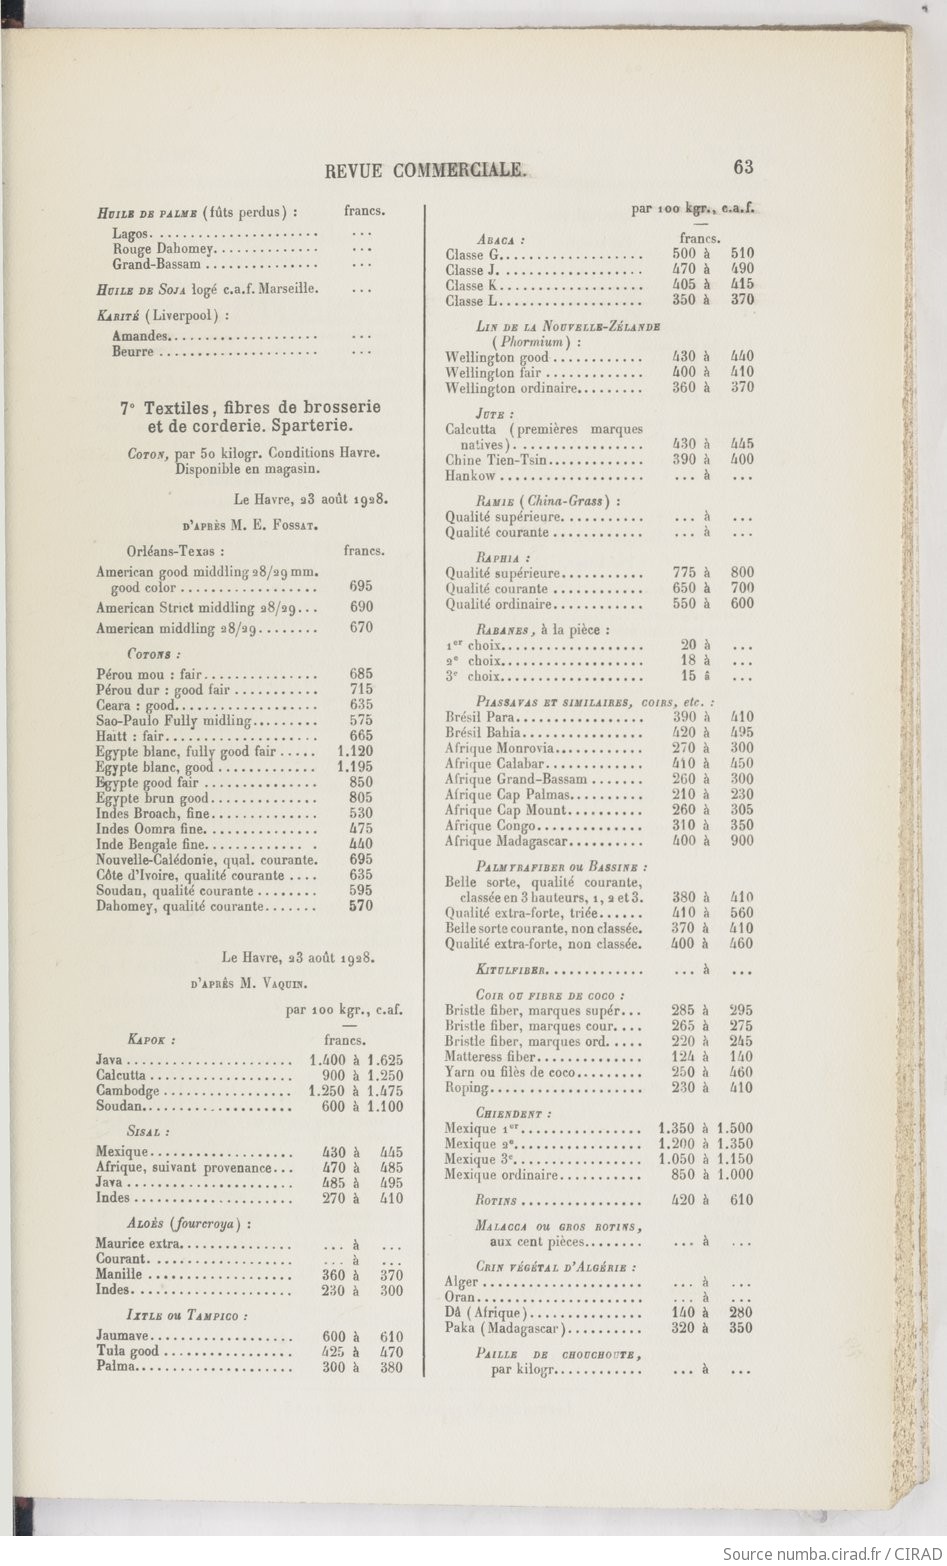 REVUE COMMERCIALE.
63
HUILE DE PALME (fûts perdus) : francs.
Lagos. ...................... ...
Rouge Dahomey.............. ...
Grand-Bassam ............... ...
HUILE DE SOJA logé c.a.f. Marseille. ...
KARITÉ (Liverpool) :
Amandes.................... ...
Beurre ..................... ...
7° Textiles, fibres de brosserie
et de corderie. Sparterie.
COTON, par 50 kilogr. Conditions Havre.
Disponible en magasin.
Le Havre, 23 août 1928.
D'APRÈS M. E. FOSSAT.
Orléans-Texas : francs.
American good middling 28/29 mm.
good color ................. 695
American Strict middling 28/29... 690
American middling 28/29........ 670
COTONS :
Pérou mou : fair............... 685
Pérou dur : good fair ........... 715
Ceara : good................... 635
Sao-Paulo Fully midling......... 575
Haïti : fair.................... 665
Egypte blanc, fully good fair ..... 1.120
Egypte blanc, good ............ 1.195
Egypte good fair .............. 850
Egypte brun good.............. 805
Indes Broach, fine.............. 530
Indes Oomra fine............... 475
Inde Bengale fine............ . 440
Nouvelle-Calédonie, qual. courante. 695
Côte d'Ivoire, qualité courante .... 635
Soudan, qualité courante ........ 595
Dahomey, qualité courante....... 570
Le Havre, 23 août 1928.
D'APRÈS M. VAQUIN.
par 100 kgr., c.af.
KAPOK : francs.
Java ...................... 1.400 à 1.625
Calcutta ................... 900 à 1.250
Cambodge ................. 1.250 à 1.475
Soudan.................... 600 à 1.100
SISAL :
Mexique................... 430 à 445
Afrique, suivant provenance... 470 à 485
Java ...................... 485 à 495
Indes ..................... 270 à 410
ALOÈS (fourcroya) :
Maurice extra............... ... à ...
Courant. .................. ... à ...
Manille ................... 360 à 370
Indes...................... 230 à 300
IXTLE OU TAMPICO :
Jaumave................... 600 à 610
Tula good ................. 425 à 470
Palma..................... 300 à 380
par 100 kgr., c.a.f.
ABACA : francs.
Classe G................... 500 à 510
Classe J. .................. 470 à 490
Classe K................... 405 à 415
Classe L................... 350 à 370
LIN DE LA NOUVELLE-ZÉLANDE
(Phormium) :
Wellington good ............ 430 à 440
Wellington fair ............. 400 à 410
Wellington ordinaire......... 360 à 370
JUTE :
Calcutta (premières marques
natives). ................. 430 à 445
Chine Tien-Tsin............. 390 à 400
Hankow ................... ... à ...
RAMIE (China-Grass) :
Qualité supérieure........... ... à ...
Qualité courante ............ ... à ...
RAPHIA :
Qualité supérieure........... 775 à 800
Qualité courante ............ 650 à 700
Qualité ordinaire............ 550 à 600
RABANES, à la pièce :
1er choix................... 20 à ...
2e choix................... 18 à ...
3e choix................... 15 à ...
PIASSAVAS ET SIMILAIRES, COIRS, etc. :
Brésil Para................. 390 à 410
Brésil Bahia................ 420 à 495
Afrique Monrovia............ 270 à 300
Afrique Calabar............. 410 à 450
Afrique Grand-Bassam ....... 260 à 300
Afrique Cap Palmas.......... 210 à 230
Afrique Cap Mount.......... 260 à 305
Afrique Congo.............. 310 à 350
Afrique Madagascar.......... 400 à 900
PALMYRAFIBER OU BASSINE :
Belle sorte, qualité courante,
classée en 3 hauteurs, 1, 2 et 3. 380 à 410
Qualité extra-forte, triée...... 410 à 560
Belle sorte courante, non classée. 370 à 410
Qualité extra-forte, non classée. 400 à 460
KITULFIBER............. ... à ...
COIR OU FIBRE DE COCO :
Bristle fiber, marques supér... 285 à 295
Bristle fiber, marques cour.... 265 à 275
Bristle fiber, marques ord. .... 220 à 245
Matteress fiber.............. 124 à 140
Yarn ou filés de coco......... 250 à 460
Roping.................... 230 à 410
CHIENDENT :
Mexique 1er................ 1.350 à 1.500
Mexique 2e................. 1.200 à 1.350
Mexique 3e................. 1.050 à 1.150
Mexique ordinaire........... 850 à 1.000
ROTINS ................ 420 à 610
MALACCA OU GROS ROTINS,
aux cent pièces........ ... à ...
CRIN VÉGÉTAL D'ALGÉRIE :
Alger ..................... ... à ...
Oran...................... ... à ...
Dâ (Afrique)............... 140 à 280
Paka (Madagascar).......... 320 à 350
PAILLE DE CHOUCHOUTE,
par kilogr............ ... à ...
Source numba.cirad.fr / CIRAD